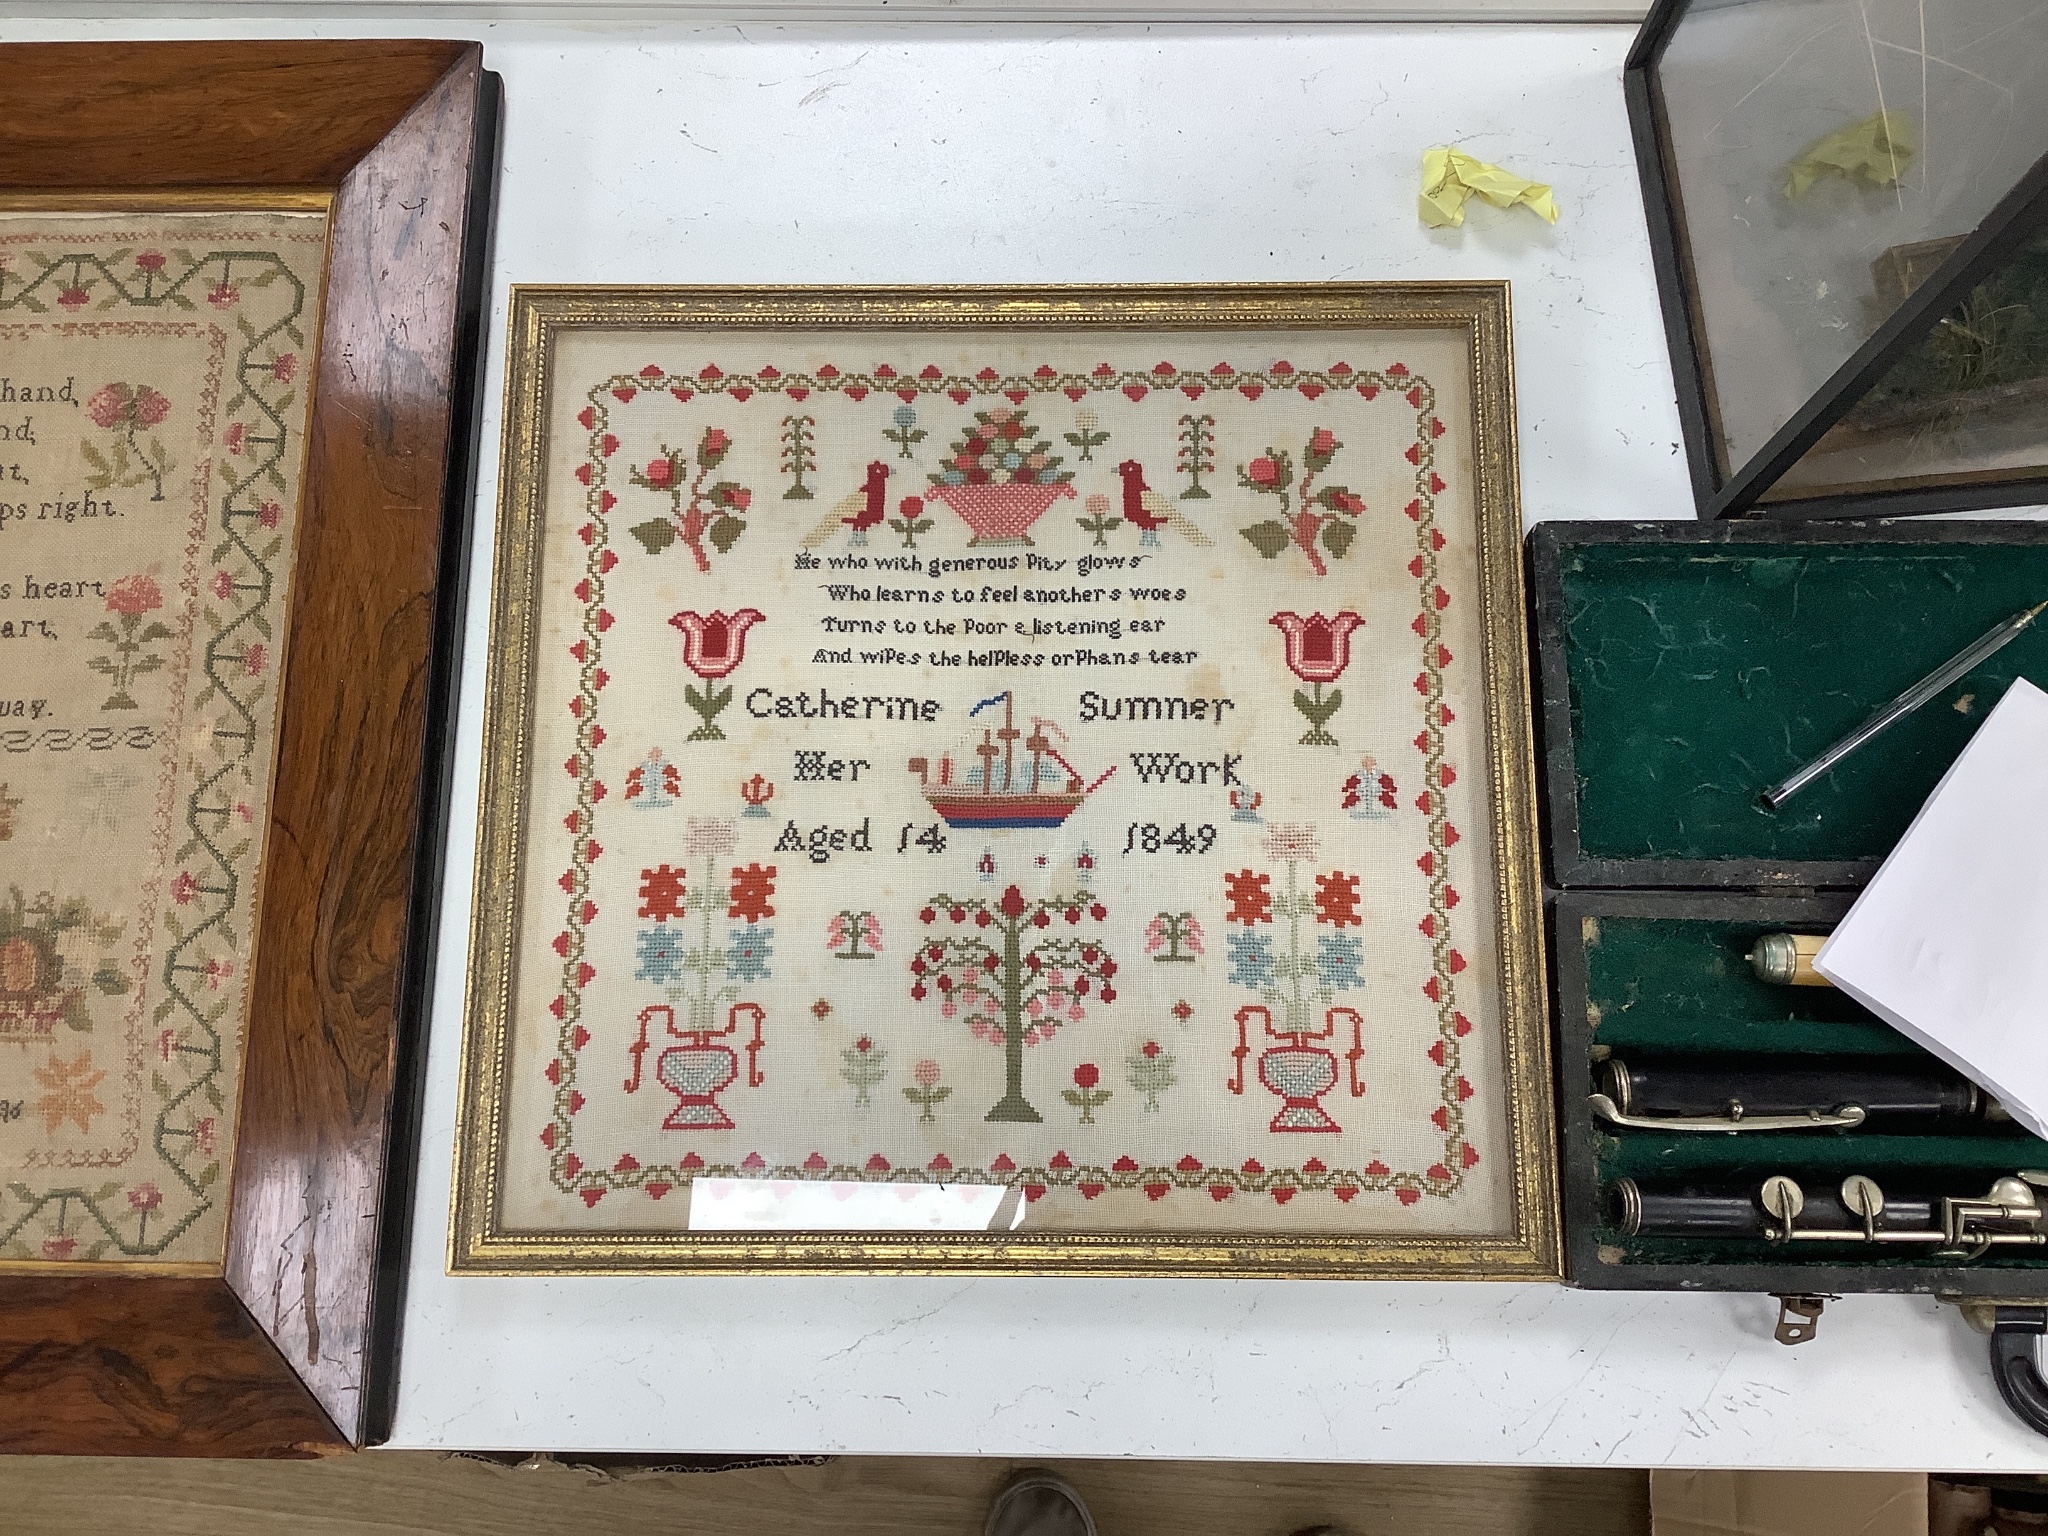 hand,
nd,
t,
ps right.
s heart
art,
uay.
He who with generous Pity glows
Who learns to feel anothers woes
Turns to the Poor a listening ear
And wiPes the helPless orPhans tear
Catherine Sumner
Her Work
Aged 14 1849